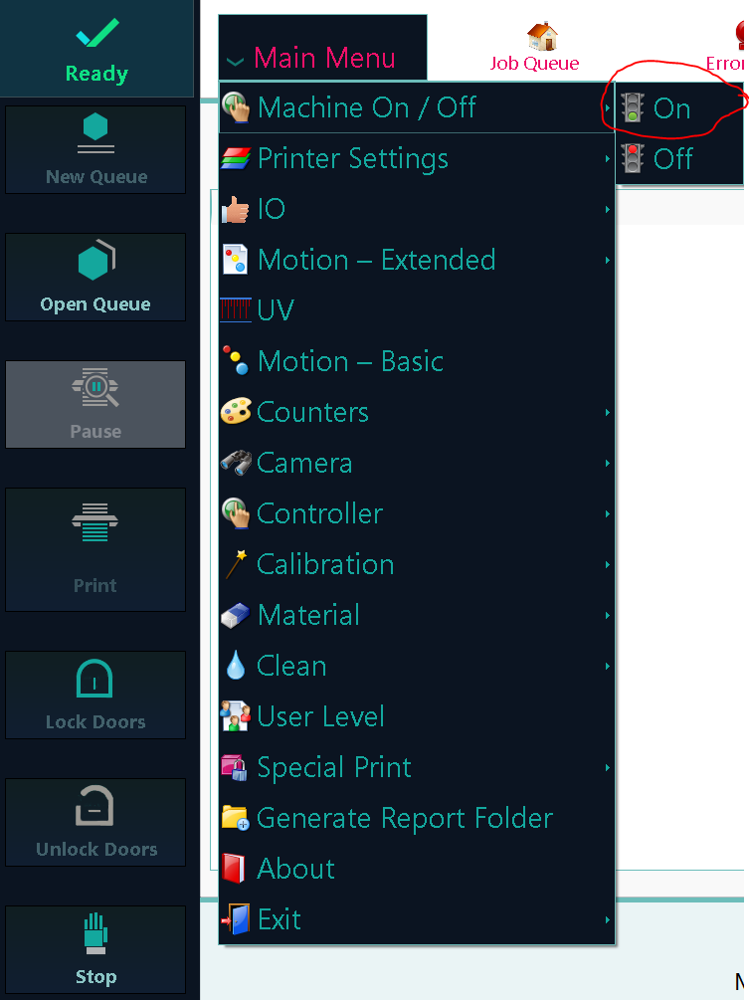 Ready
New Queue
Open Queue
Pause
Print
Lock Doors
Unlock Doors
Stop
Main Menu
Job Queue
Machine On / Off
On
Off
Printer Settings
IO
Motion – Extended
UV
Motion – Basic
Counters
Camera
Controller
Calibration
Material
Clean
User Level
Special Print
Generate Report Folder
About
Exit